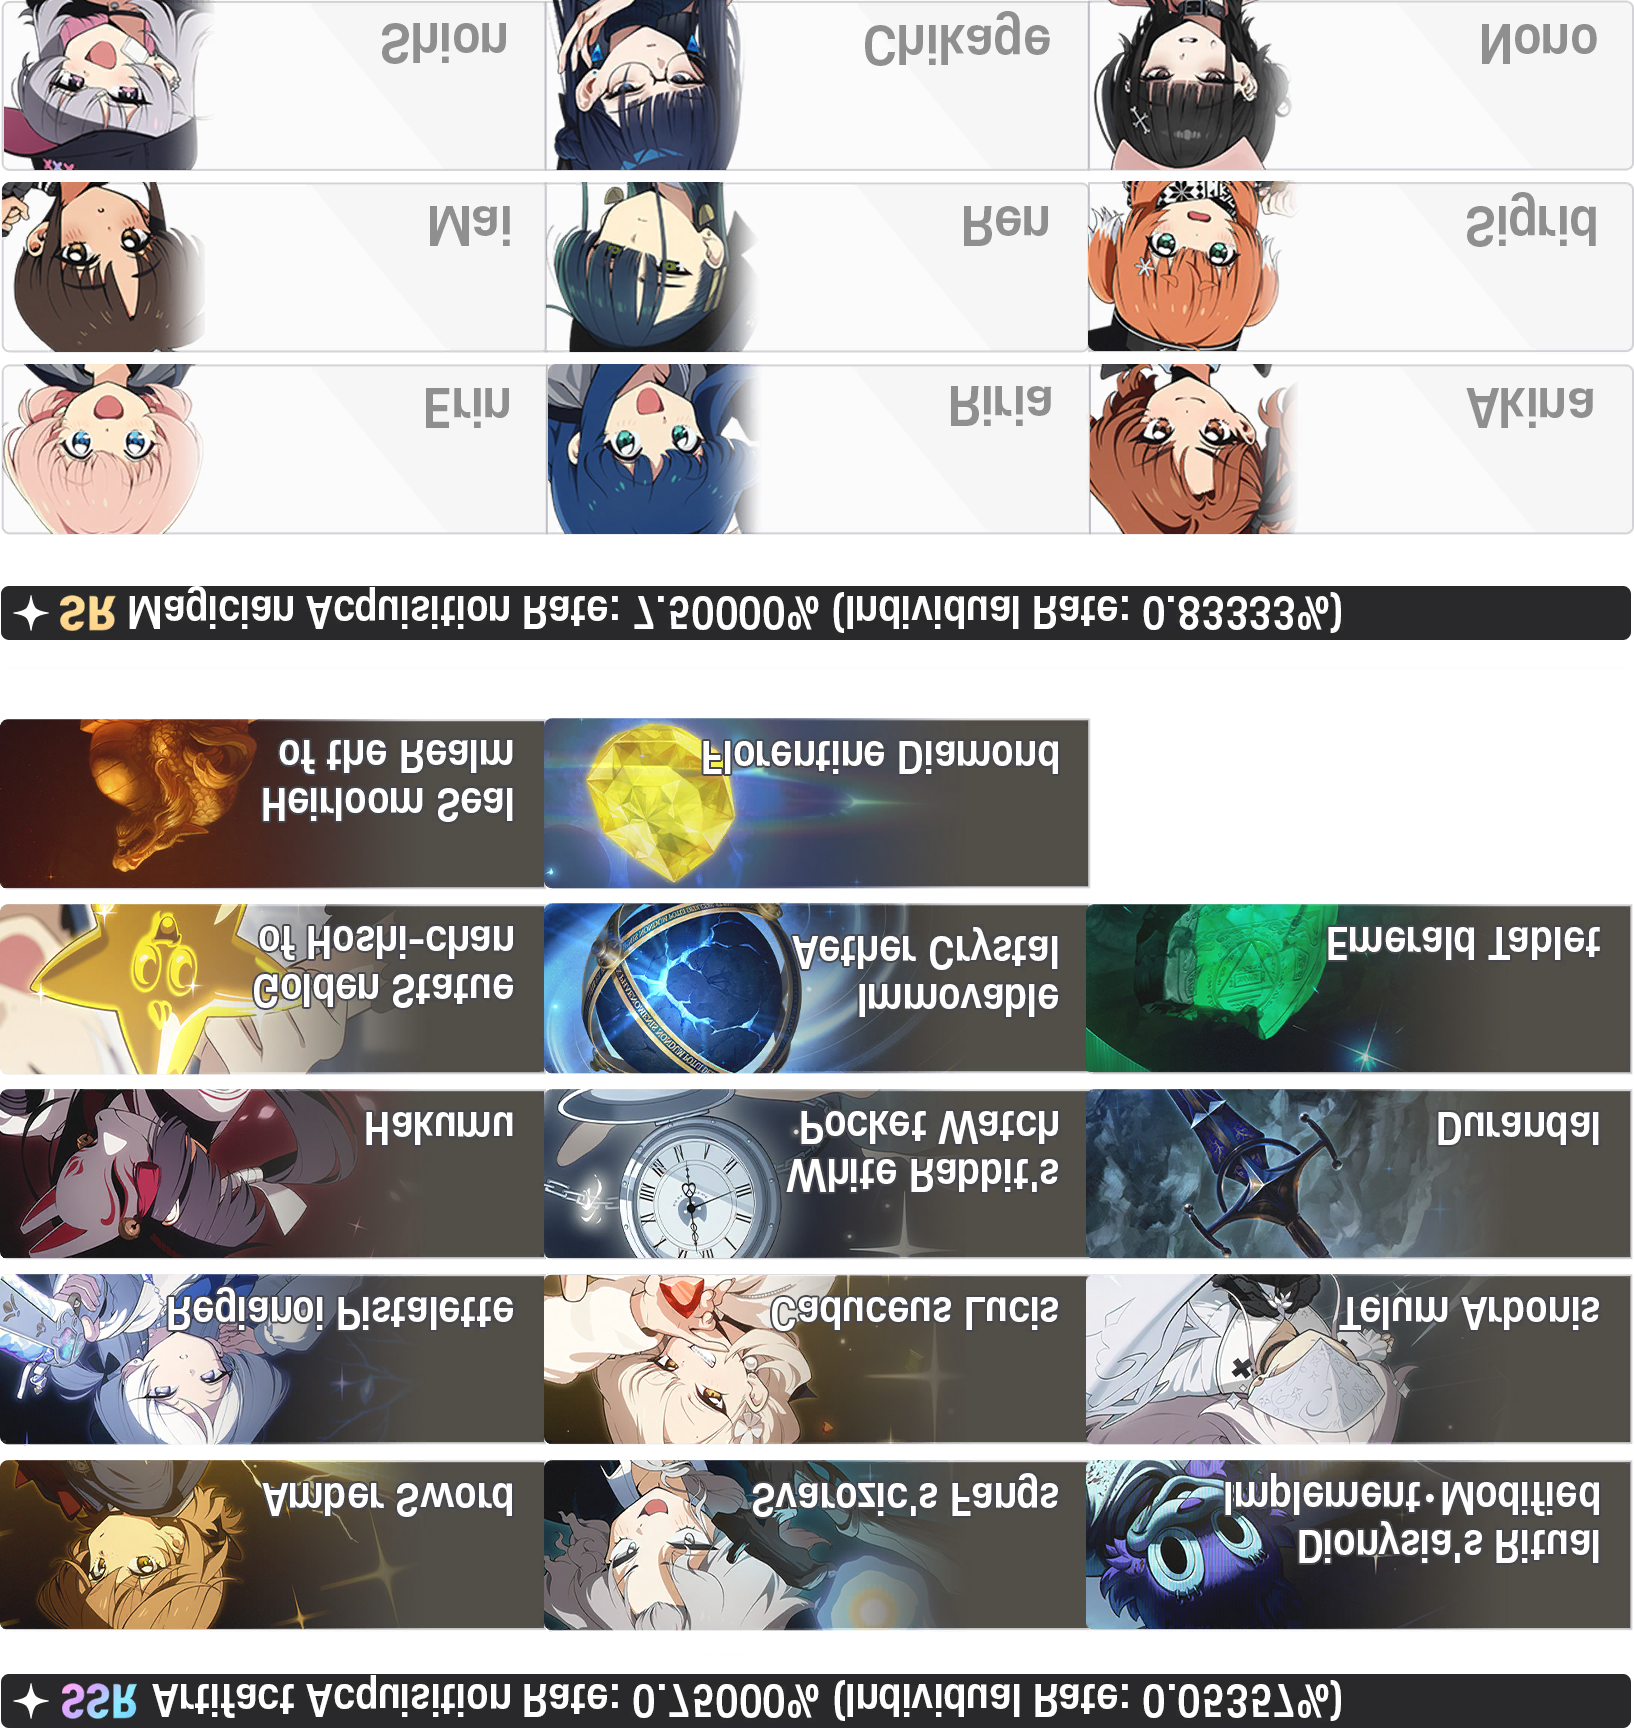 SSR Artifact Acquisition Rate: 0.75000% (Individual Rate: 0.05357%)
Amber Sword
Svarozic's Fangs
Dionysia's Ritual
Implement·Modified
Regianoi Pistalette
Caduceus Lucis
Telum Arbonis
Hakumu
White Rabbit's
Pocket Watch
Durandal
Golden Statue
of Hoshi-chan
Immovable
Aether Crystal
Emerald Tablet
Heirloom Seal
of the Realm
Florentine Diamond
SR Magician Acquisition Rate: 7.50000% (Individual Rate: 0.83333%)
Erin
Riria
Akina
Mai
Ren
Sigrid
Shion
Chikage
Nono